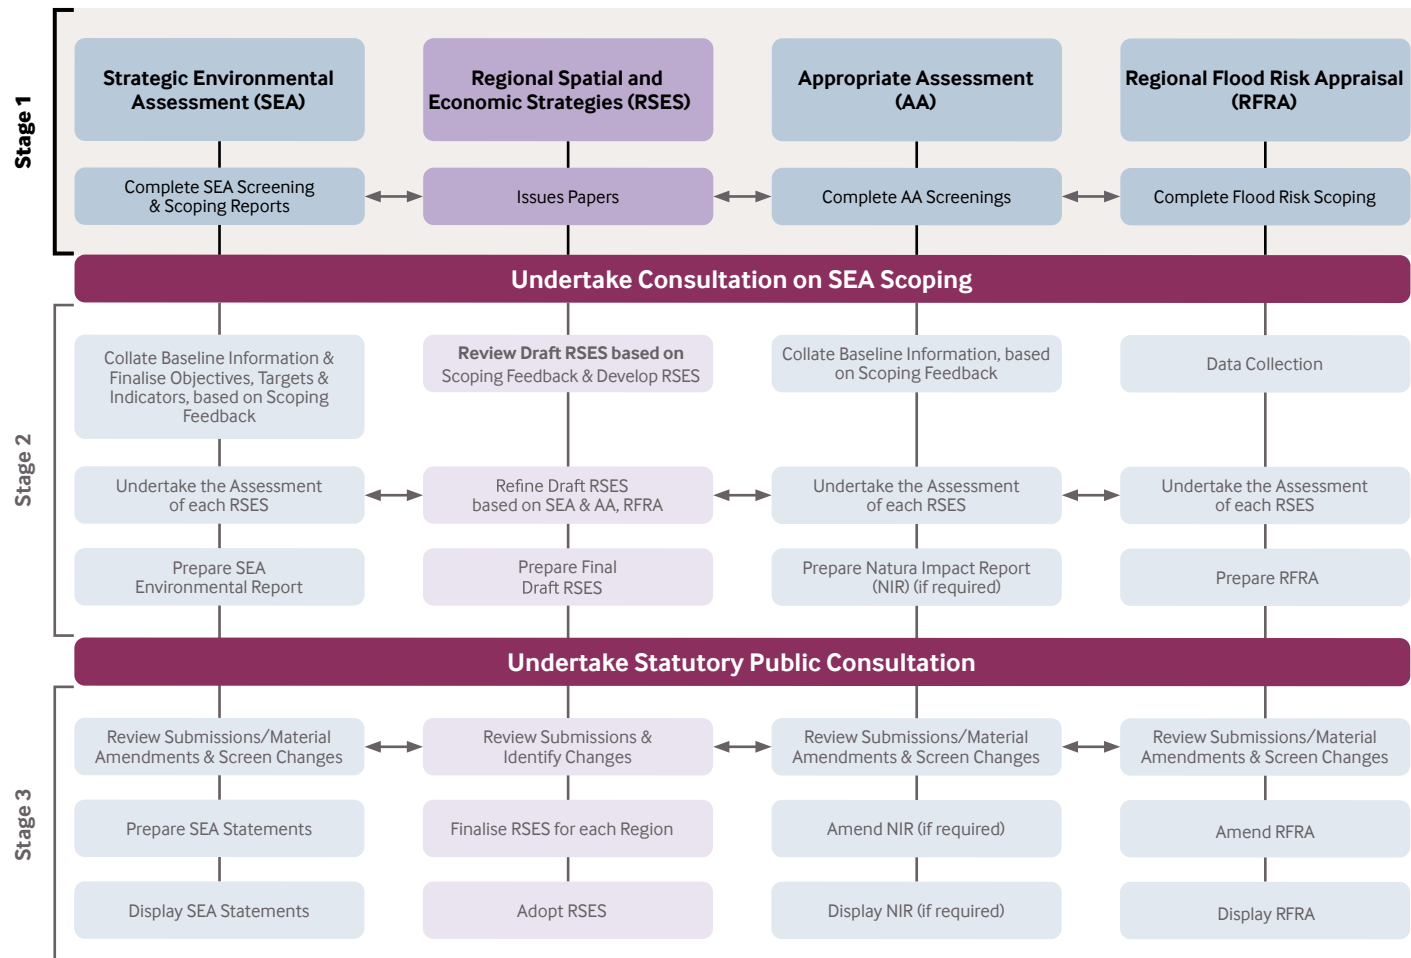 Stage 1
Strategic Environmental
Assessment (SEA)
Regional Spatial and
Economic Strategies (RSES)
Appropriate Assessment
(AA)
Regional Flood Risk Appraisal
(RFRA)
Complete SEA Screening
& Scoping Reports
Issues Papers
Complete AA Screenings
Complete Flood Risk Scoping
Undertake Consultation on SEA Scoping
Stage 2
Collate Baseline Information &
Finalise Objectives, Targets &
Indicators, based on Scoping
Feedback
Review Draft RSES based on
Scoping Feedback & Develop RSES
Collate Baseline Information, based
on Scoping Feedback
Data Collection
Undertake the Assessment
of each RSES
Refine Draft RSES
based on SEA & AA, RFRA
Undertake the Assessment
of each RSES
Undertake the Assessment
of each RSES
Prepare SEA
Environmental Report
Prepare Final
Draft RSES
Prepare Natura Impact Report
(NIR) (if required)
Prepare RFRA
Undertake Statutory Public Consultation
Stage 3
Review Submissions/Material
Amendments & Screen Changes
Review Submissions &
Identify Changes
Review Submissions/Material
Amendments & Screen Changes
Review Submissions/Material
Amendments & Screen Changes
Prepare SEA Statements
Finalise RSES for each Region
Amend NIR (if required)
Amend RFRA
Display SEA Statements
Adopt RSES
Display NIR (if required)
Display RFRA